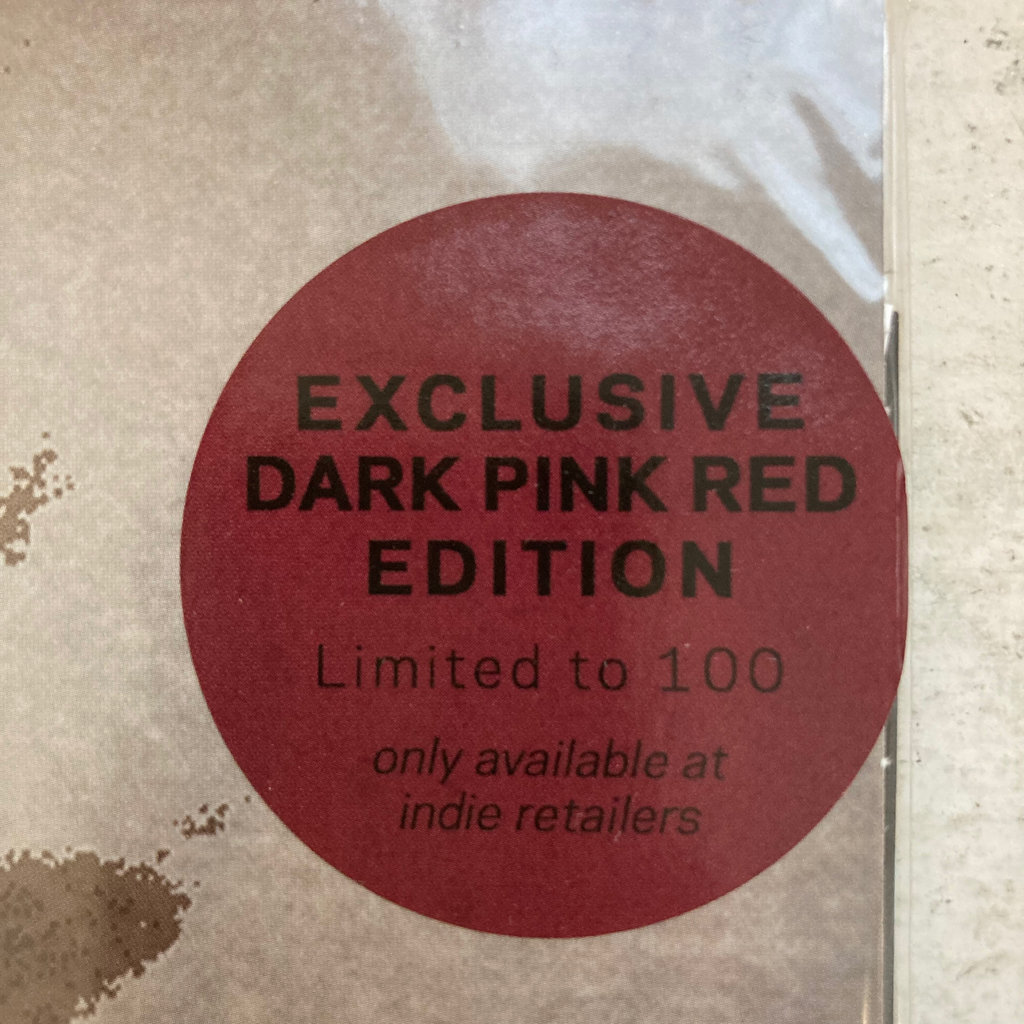 EXCLUSIVE
DARK PINK RED
EDITION
Limited to 100
only available at
indie retailers